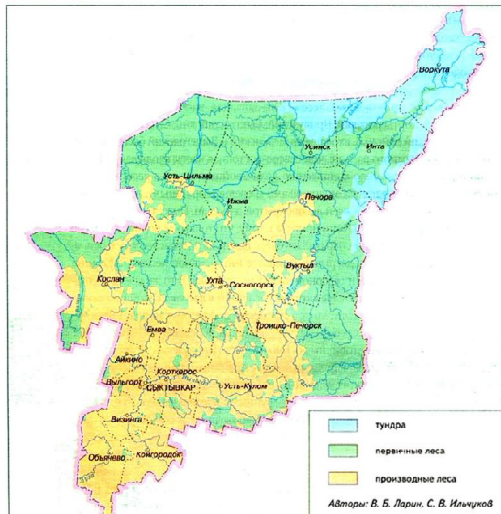 Воркута
Усинск
Инта
Усть-Цильма
Ижма
Печора
Вуктыл
Кослан
Ухта
Сосногорск
Емва
Троицко-Печорск
Айкино
Корткерос
Выльгорт
СЫКТЫВКАР
Усть-Кулом
Визинга
Объячево
Койгородок
тундра
первичные леса
производные леса
Авторы: В. Б. Ларин, С. В. Ильчуков